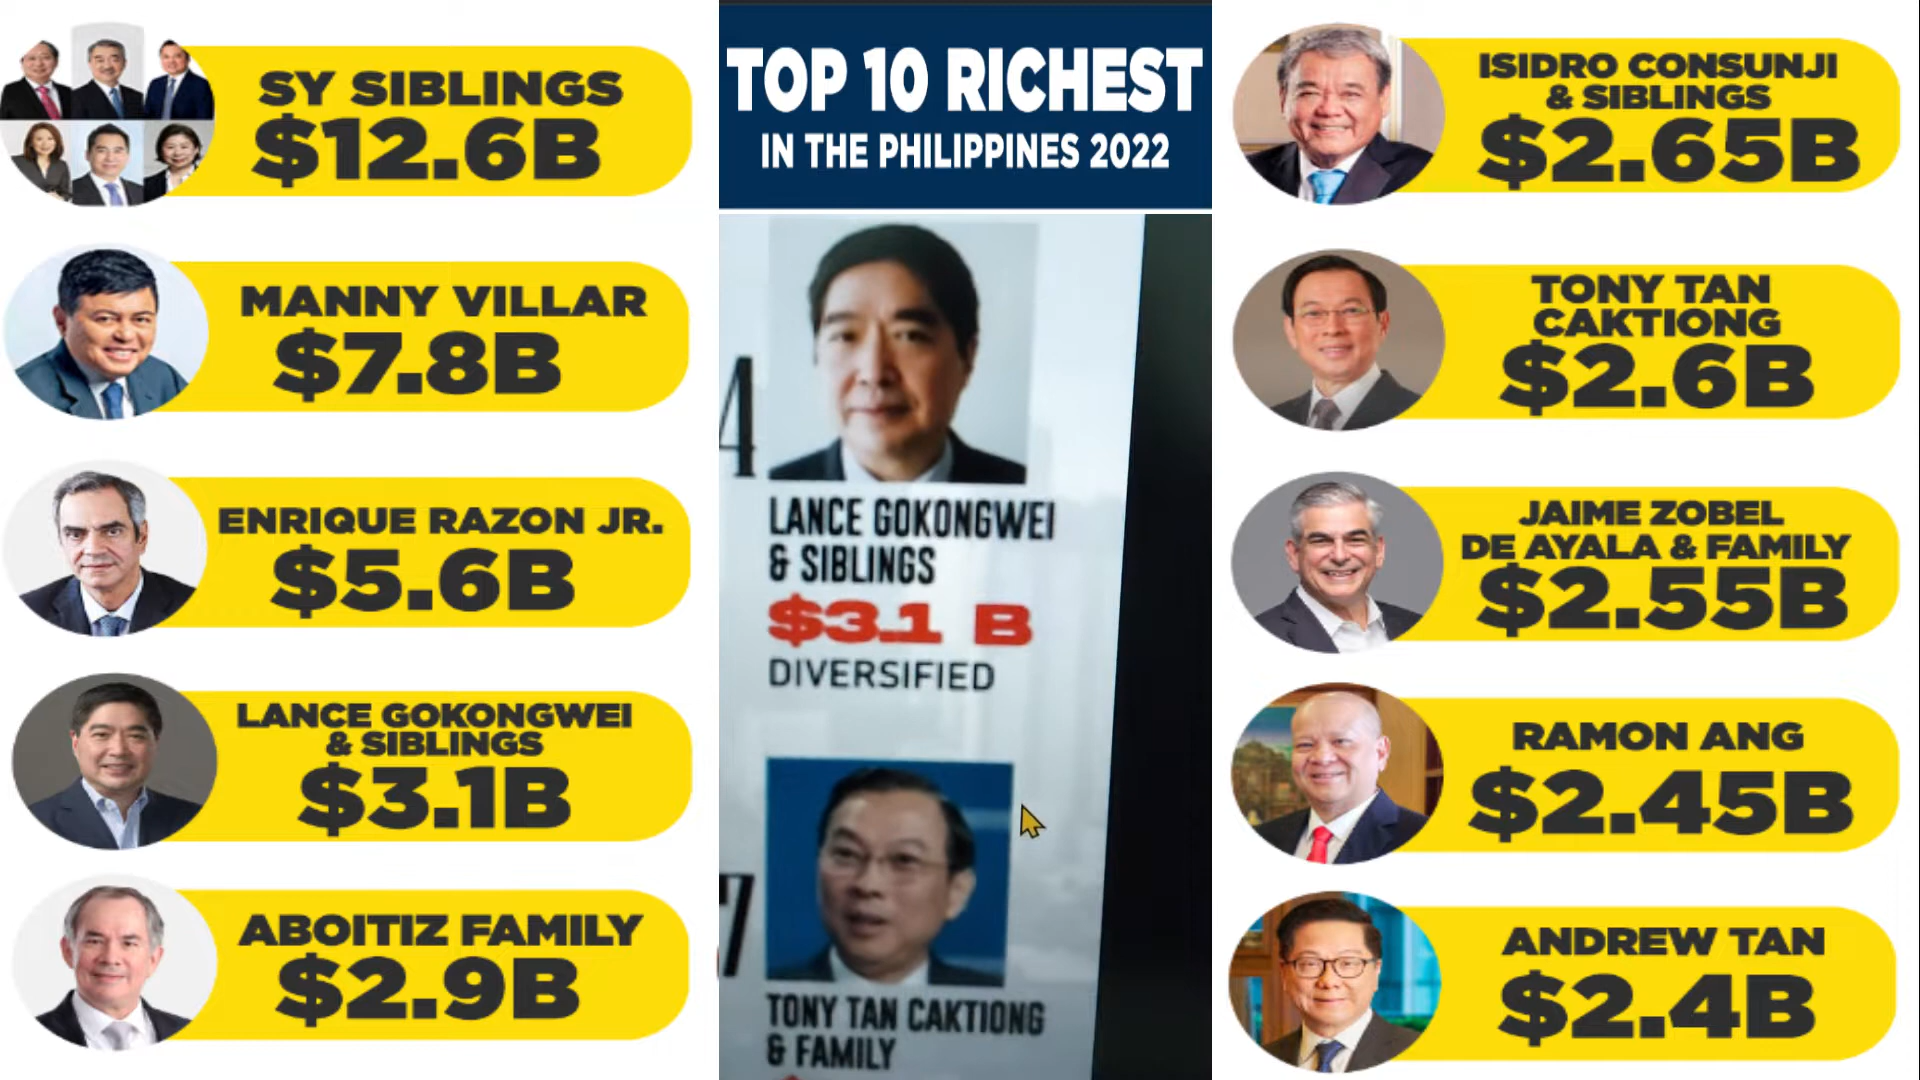 SY SIBLINGS
$12.6B
MANNY VILLAR
$7.8B
ENRIQUE RAZON JR.
$5.6B
LANCE GOKONGWEI
& SIBLINGS
$3.1B
ABOITIZ FAMILY
$2.9B
TOP 10 RICHEST
IN THE PHILIPPINES 2022
4
LANCE GOKONGWEI
& SIBLINGS
$3.1 B
DIVERSIFIED
7
TONY TAN CAKTIONG
& FAMILY
ISIDRO CONSUNJI
& SIBLINGS
$2.65B
TONY TAN
CAKTIONG
$2.6B
JAIME ZOBEL
DE AYALA & FAMILY
$2.55B
RAMON ANG
$2.45B
ANDREW TAN
$2.4B